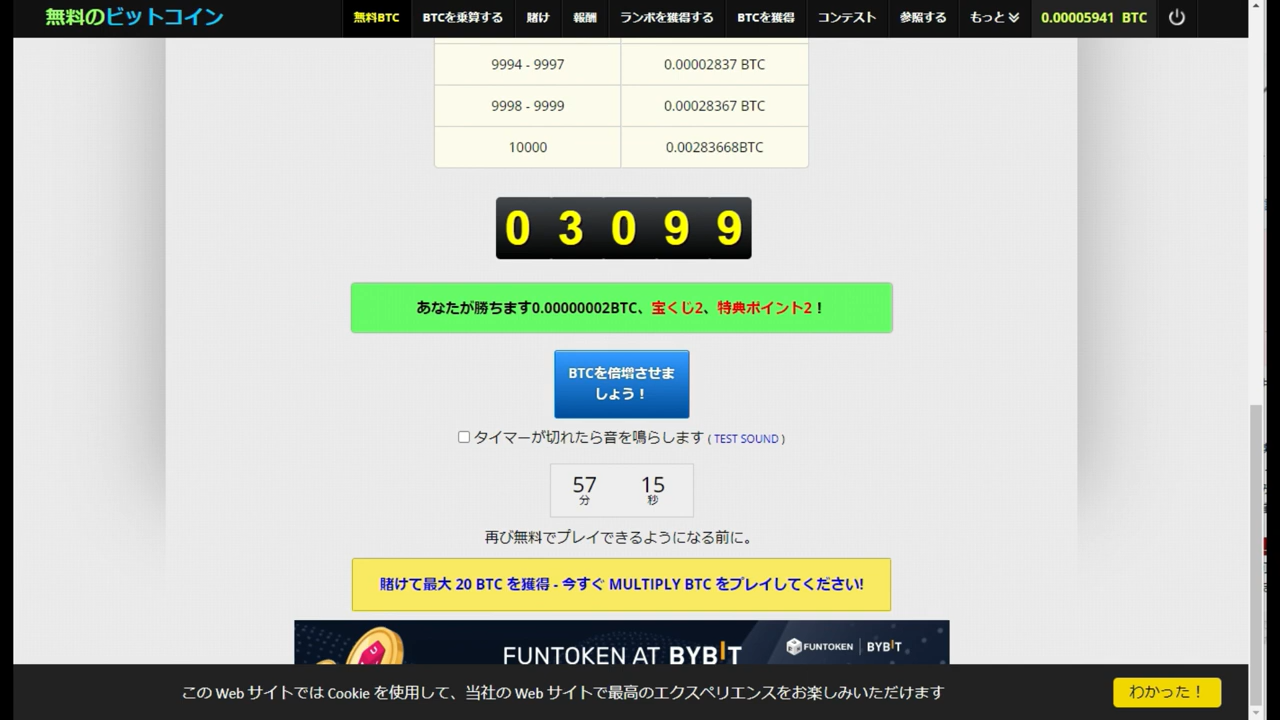 無料のビットコイン 無料BTC BTCを乗算する 賭け 報酬 ランボを獲得する BTCを獲得 コンテスト 参照する もっと 0.00005941 BTC
9994 - 9997 0.00002837 BTC
9998 - 9999 0.00028367 BTC
10000 0.00283668BTC
0 3 0 9 9
あなたが勝ちます0.00000002BTC、宝くじ2、特典ポイント2！
BTCを倍増させま
しょう！
タイマーが切れたら音を鳴らします ( TEST SOUND )
57 15
分 秒
再び無料でプレイできるようになる前に。
賭けて最大 20 BTC を獲得 - 今すぐ MULTIPLY BTC をプレイしてください!
FUNTOKEN AT BYBIT FUNTOKEN BYBIT
この Web サイトでは Cookie を使用して、当社の Web サイトで最高のエクスペリエンスをお楽しみいただけます わかった！